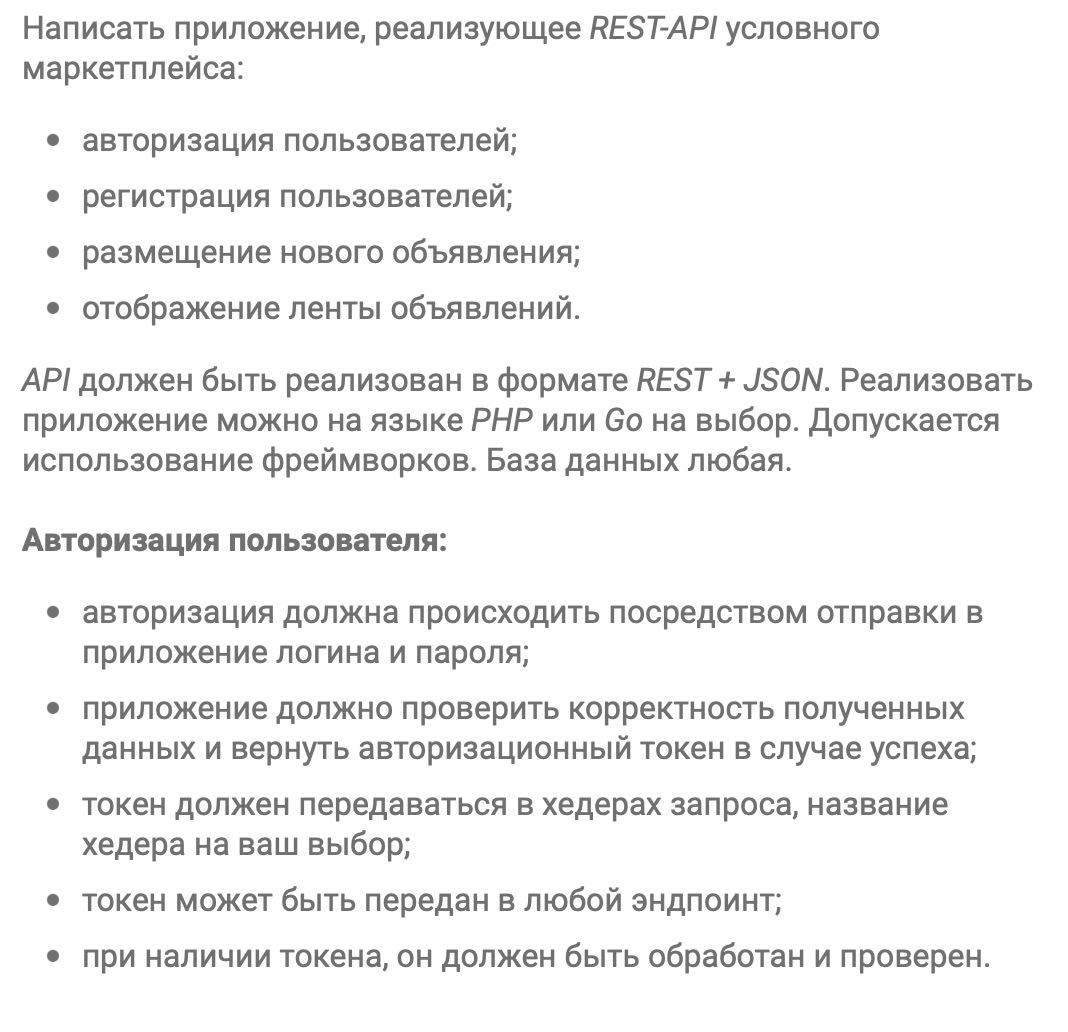 Написать приложение, реализующее REST-API условного
маркетплейса:
• авторизация пользователей;
• регистрация пользователей;
• размещение нового объявления;
• отображение ленты объявлений.
API должен быть реализован в формате REST + JSON. Реализовать
приложение можно на языке PHP или Go на выбор. Допускается
использование фреймворков. База данных любая.
Авторизация пользователя:
• авторизация должна происходить посредством отправки в
приложение логина и пароля;
• приложение должно проверить корректность полученных
данных и вернуть авторизационный токен в случае успеха;
• токен должен передаваться в хедерах запроса, название
хедера на ваш выбор;
• токен может быть передан в любой эндпоинт;
• при наличии токена, он должен быть обработан и проверен.